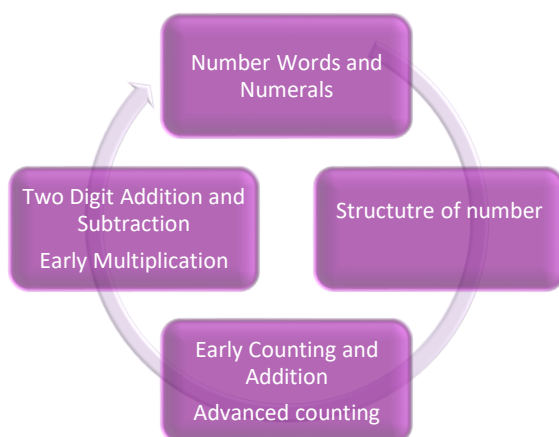 Number Words and
Numerals
Structutre of number
Early Counting and
Addition
Advanced counting
Two Digit Addition and
Subtraction
Early Multiplication